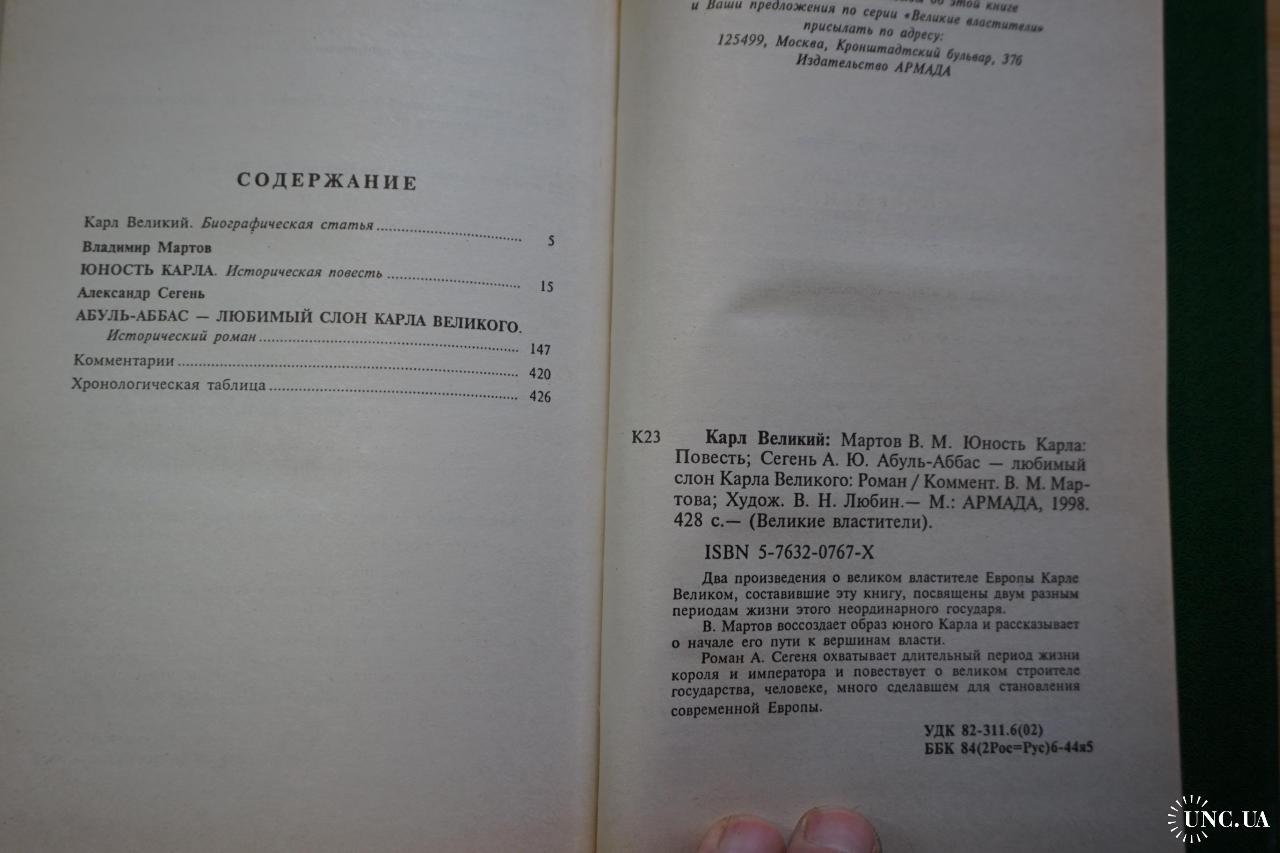 СОДЕРЖАНИЕ
Карл Великий. Биографическая статья 5
Владимир Мартов
ЮНОСТЬ КАРЛА. Историческая повесть 15
Александр Сегень
АБУЛЬ-АББАС — ЛЮБИМЫЙ СЛОН КАРЛА ВЕЛИКОГО.
Исторический роман 147
Комментарии 420
Хронологическая таблица 426
об этой книге
и Ваши предложения по серии «Великие властители»
присылать по адресу:
125499, Москва, Кронштадтский бульвар, 37б
Издательство АРМАДА
К23 Карл Великий: Мартов В. М. Юность Карла:
Повесть; Сегень А. Ю. Абуль-Аббас — любимый
слон Карла Великого: Роман / Коммент. В. М. Мар-
това; Худож. В. Н. Любин.— М.: АРМАДА, 1998.
428 с.— (Великие властители).
ISBN 5-7632-0767-X
Два произведения о великом властителе Европы Карле
Великом, составившие эту книгу, посвящены двум разным
периодам жизни этого неординарного государя.
В. Мартов воссоздает образ юного Карла и рассказывает
о начале его пути к вершинам власти.
Роман А. Сегеня охватывает длительный период жизни
короля и императора и повествует о великом строителе
государства, человеке, много сделавшем для становления
современной Европы.
УДК 82-311.6(02)
ББК 84(2Рос=Рус)6-44я5
UNC.UA